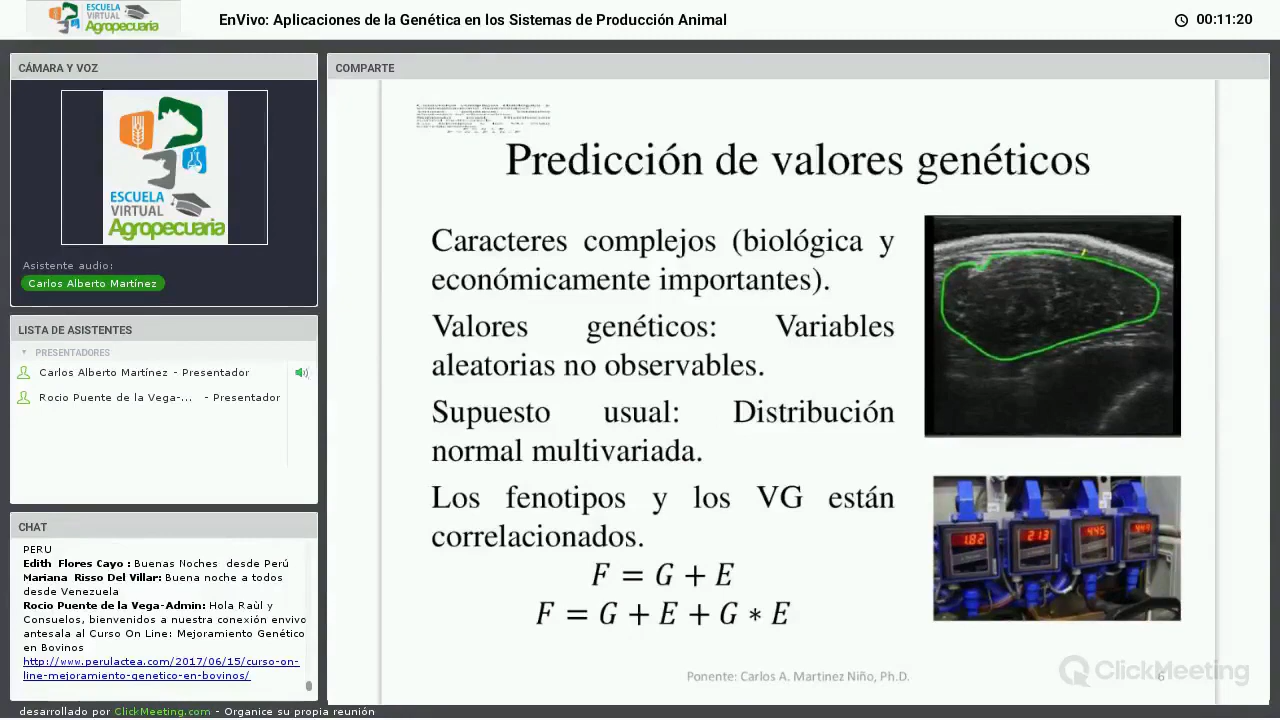 ESCUELA
VIRTUAL
Agropecuaria
EnVivo: Aplicaciones de la Genética en los Sistemas de Producción Animal
00:11:20
CÁMARA Y VOZ
ESCUELA
VIRTUAL
Agropecuaria
Asistente audio:
Carlos Alberto Martínez
LISTA DE ASISTENTES
PRESENTADORES
Carlos Alberto Martínez - Presentador
Rocio Puente de la Vega-... - Presentador
CHAT
PERU
Edith Flores Cayo : Buenas Noches desde Perú
Mariana Risso Del Villar: Buena noche a todos
desde Venezuela
Rocio Puente de la Vega-Admin: Hola Raùl y
Consuelos, bienvenidos a nuestra conexión envivo
antesala al Curso On Line: Mejoramiento Genético
en Bovinos
http://www.perulactea.com/2017/06/15/curso-on-
line-mejoramiento-genetico-en-bovinos/
COMPARTE
Predicción de valores genéticos
Caracteres complejos (biológica y
económicamente importantes).
Valores genéticos: Variables
aleatorias no observables.
Supuesto usual: Distribución
normal multivariada.
Los fenotipos y los VG están
correlacionados.
F = G + E
F = G + E + G * E
1.82 213 445
Ponente: Carlos A. Martinez Niño, Ph.D.
6
ClickMeeting
desarrollado por ClickMeeting.com - Organice su propia reunión